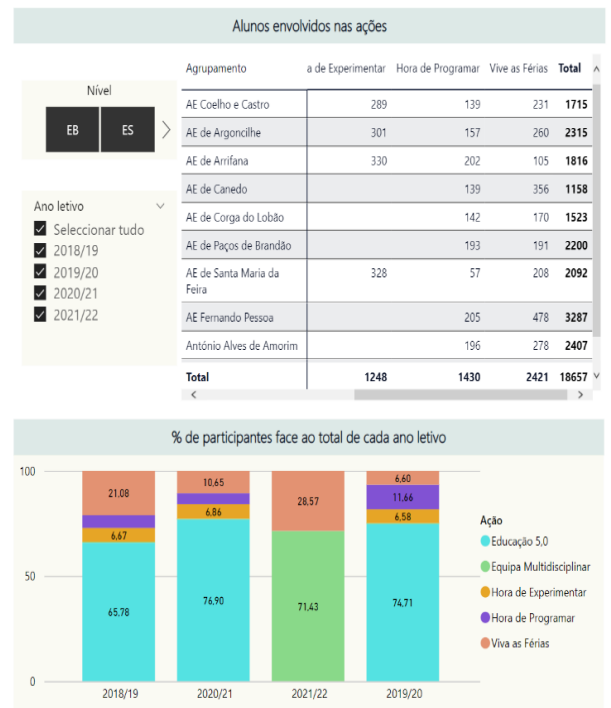 Alunos envolvidos nas ações
Nível
EB ES
Ano letivo
Seleccionar tudo
2018/19
2019/20
2020/21
2021/22
Agrupamento a de Experimentar Hora de Programar Vive as Férias Total
AE Coelho e Castro 289 139 231 1715
AE de Argoncilhe 301 157 260 2315
AE de Arrifana 330 202 105 1816
AE de Canedo 139 356 1158
AE de Corga do Lobão 142 170 1523
AE de Paços de Brandão 193 191 2200
AE de Santa Maria da 328 57 208 2092
Feira
AE Fernando Pessoa 205 478 3287
António Alves de Amorim 196 278 2407
Total 1248 1430 2421 18657
% de participantes face ao total de cada ano letivo
100
50
0
21.08
6,67
65.78
10,65
6,86
76,90
28,57
71,43
6,60
11,66
6,58
74,71
2018/19 2020/21 2021/22 2019/20
Ação
Educação 5,0
Equipa Multidisciplinar
Hora de Experimentar
Hora de Programar
Viva as Férias